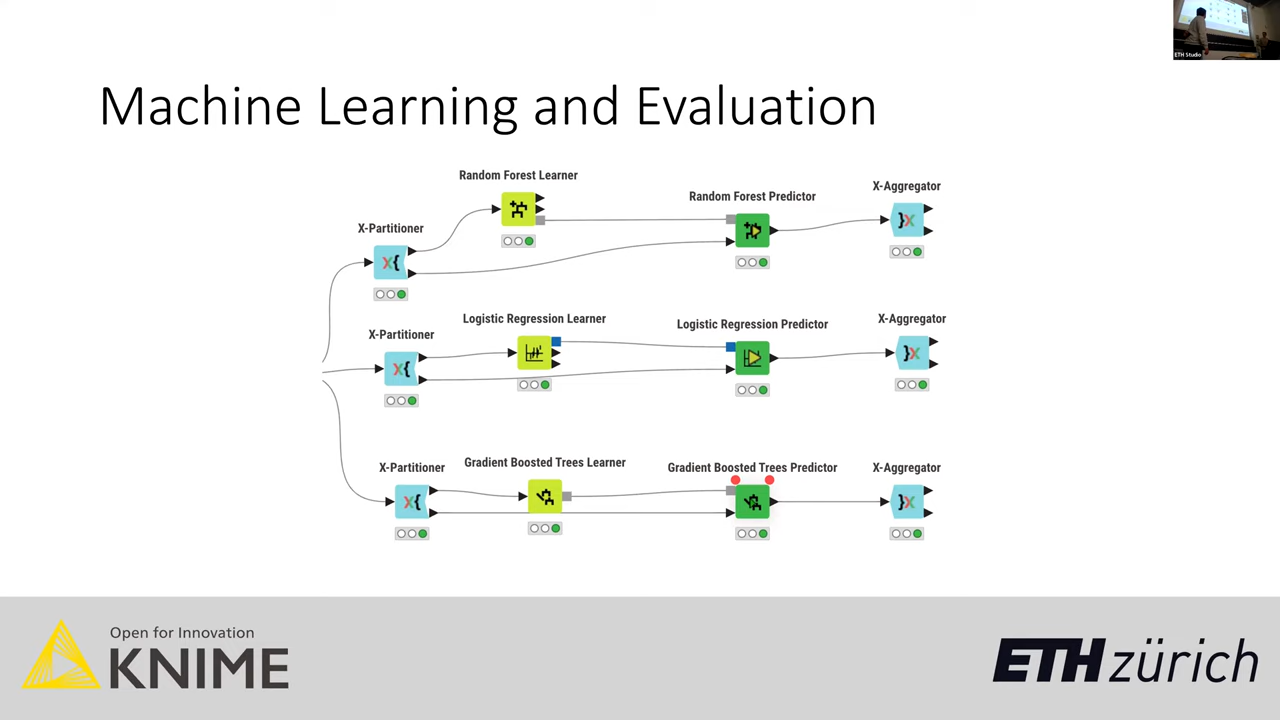 ETH Studio
Machine Learning and Evaluation
Random Forest Learner
Random Forest Predictor
X-Aggregator
X-Partitioner
Logistic Regression Learner
Logistic Regression Predictor
X-Aggregator
X-Partitioner
Gradient Boosted Trees Learner
Gradient Boosted Trees Predictor
X-Aggregator
X-Partitioner
Open for Innovation
KNIME
ETH zürich